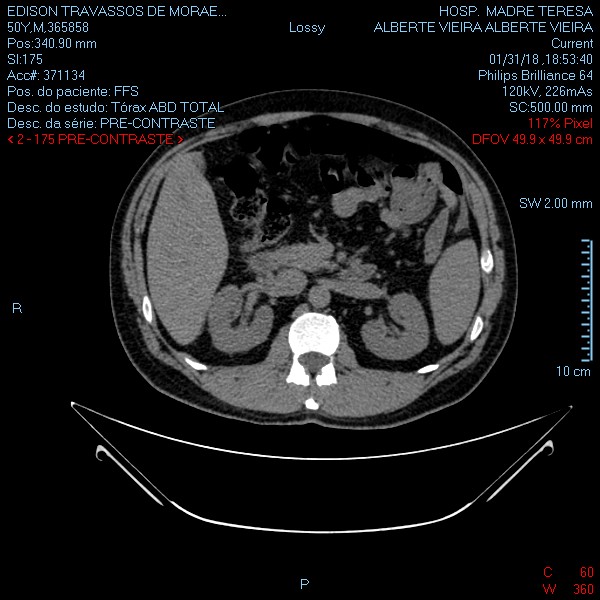 EDISON TRAVASSOS DE MORAE...
50Y,M,365858
Pos:340.90 mm
SI:175
Acc#: 371134
Pos. do paciente: FFS
Desc. do estudo: Tórax ABD TOTAL
Desc. da série: PRE-CONTRASTE
< 2 - 175 PRE-CONTRASTE >
Lossy
HOSP. MADRE TERESA
ALBERTE VIEIRA ALBERTE VIEIRA
Current
01/31/18 ,18:53:40
Philips Brilliance 64
120kV, 226mAs
SC:500.00 mm
117% Pixel
DFOV 49.9 x 49.9 cm
SW 2.00 mm
R
10 cm
P
C 60
W 360